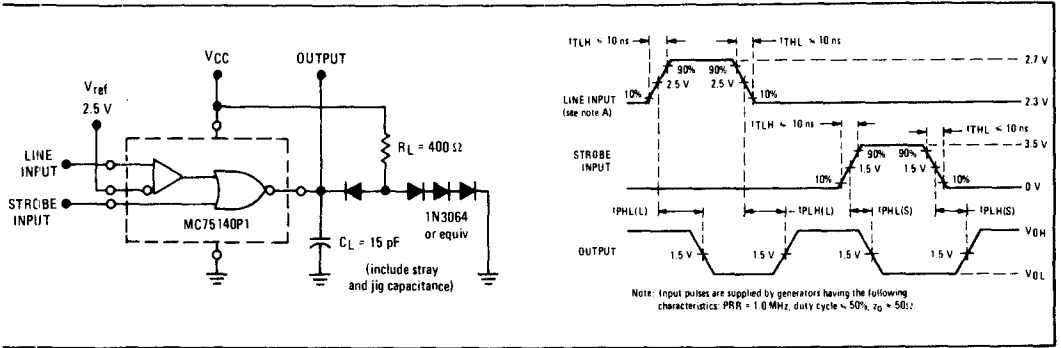 VCC
OUTPUT
Vref
2.5 V
LINE
INPUT
STROBE
INPUT
MC75140P1
RL = 400 Ω
1N3064
or equiv
CL = 15 pF
(include stray
and jig capacitance)
tTLH ≤ 10 ns
tTHL ≤ 10 ns
2.7 V
90% 90%
2.5 V 2.5 V
10% 10%
LINE INPUT
(see note A)
2.3 V
tTLH ≤ 10 ns
tTHL ≤ 10 ns
3.5 V
STROBE
INPUT
90% 90%
1.5 V 1.5 V
10% 10%
0 V
tPHL(L) tPLH(L) tPHL(S) tPLH(S)
VOH
OUTPUT
1.5 V 1.5 V 1.5 V 1.5 V
VOL
Note: Input pulses are supplied by generators having the following
characteristics: PRR = 1.0 MHz, duty cycle ≤ 50%, zo ≈ 50Ω.